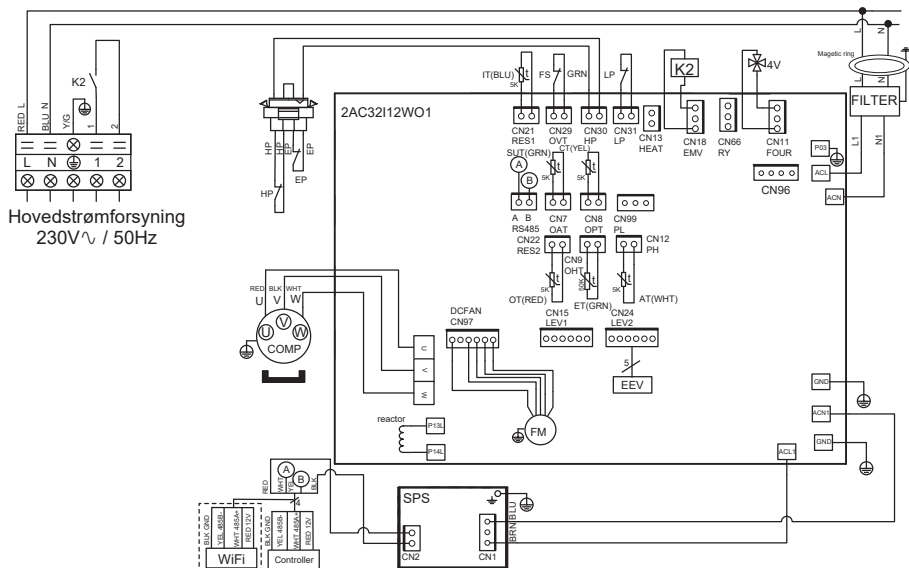 RED L
BLU N
Y/G
K2
1
2
L N 1 2
Hovedstrømforsyning
230V∿ / 50Hz
HP
HP
EP
EP
HP
EP
2AC32I12WO1
IT(BLU)
5K
FS
GRN
LP
K2
4V
L
N
Magetic ring
L
N
FILTER
L1
N1
CN21
RES1
CN29
OVT
CN30
HP
CN31
LP
CN13
HEAT
CN18
EMV
CN66
RY
CN11
FOUR
P03
ACL
ACN
CN96
SUT(GRN)
A
B
5K
CT(YEL)
5K
A B
RS485
CN7
OAT
CN8
OPT
CN99
PL
CN22
RES2
CN9
OHT
CN12
PH
5K
50K
5K
OT(RED)
ET(GRN)
AT(WHT)
CN15
LEV1
CN24
LEV2
5
EEV
DCFAN
CN97
FM
RED BLK WHT
U V W
U V W
COMP
U
V
W
reactor
P13L
P14L
GND
ACN1
GND
ACL1
RED
WHT
A
YEL
B
BLK
4
BLK GND
YEL 485B-
WHT 485A+
RED 12V
WiFi
BLK GND
YEL 485B-
WHT 485A+
RED 12V
Controller
SPS
CN2
CN1
BRN BLU